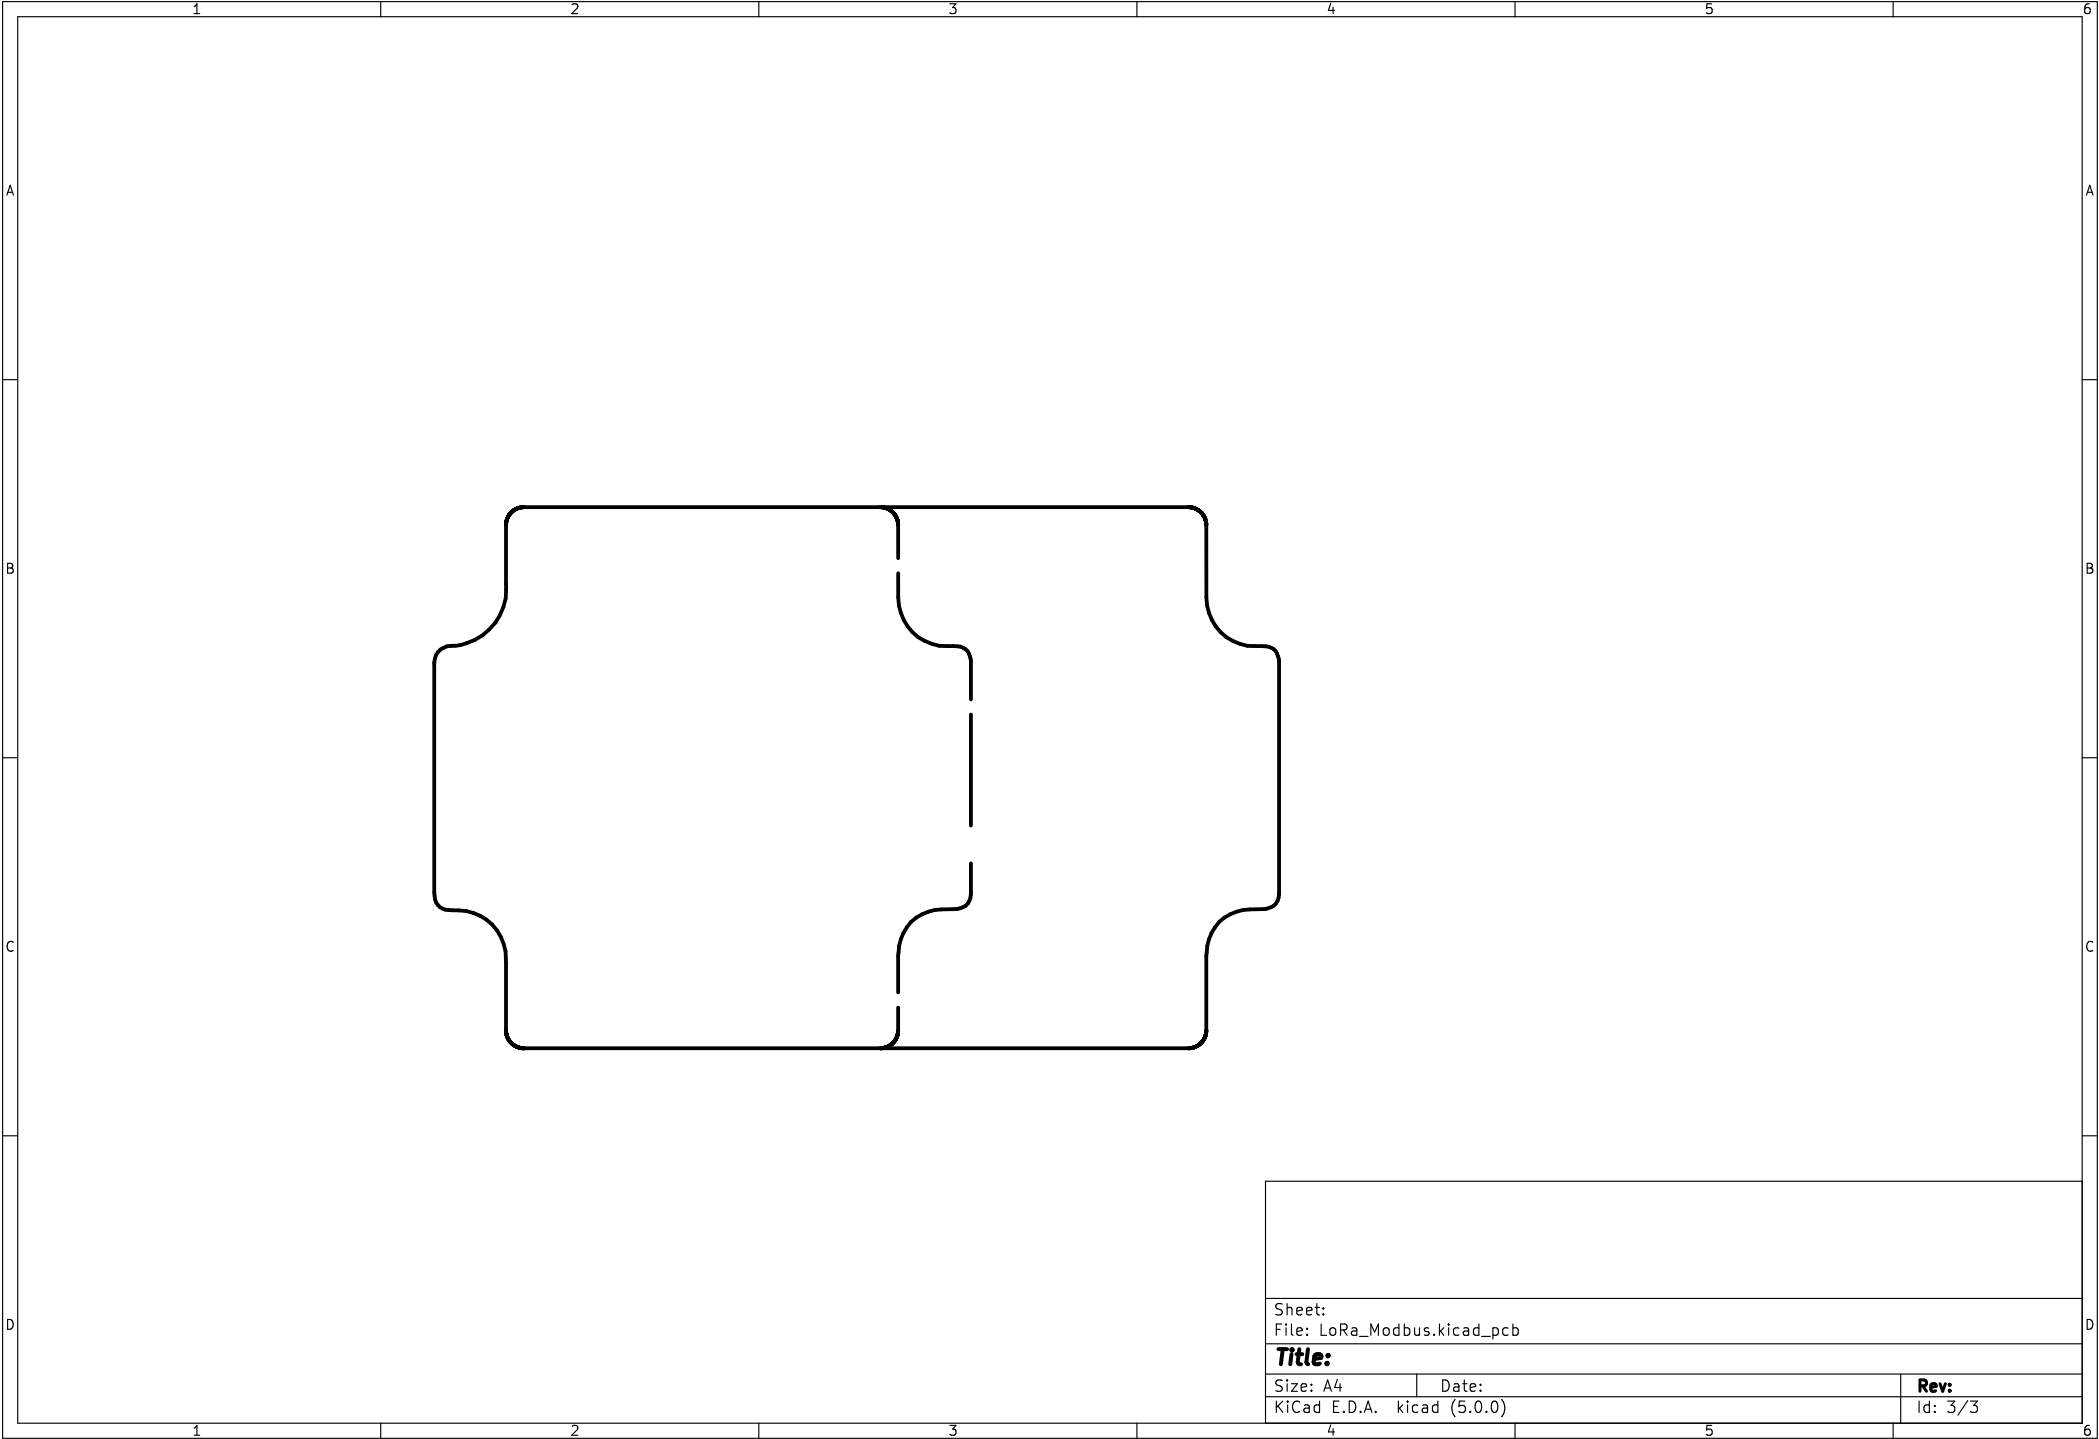 1 2 3 4 5 6
A A
B B
C C
D D
Sheet:
File: LoRa_Modbus.kicad_pcb
Title:
Size: A4 Date: Rev:
KiCad E.D.A. kicad (5.0.0) Id: 3/3
1 2 3 4 5 6